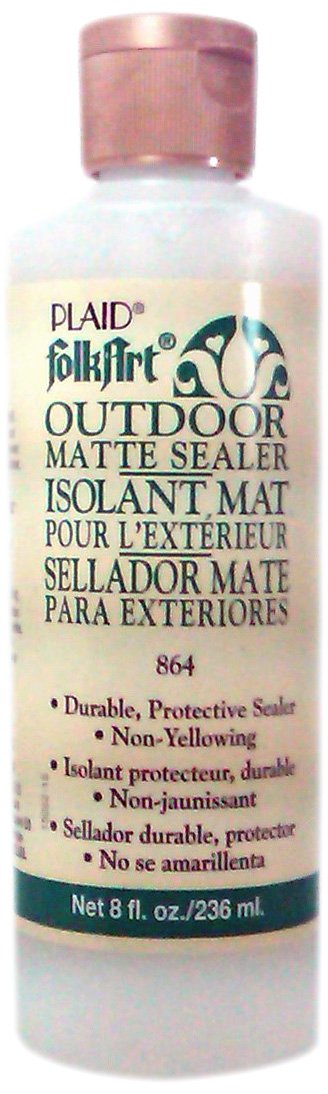 PLAID®
folkArt®
OUTDOOR
MATTE SEALER
ISOLANT MAT
POUR L'EXTÉRIEUR
SELLADOR MATE
PARA EXTERIORES
864
• Durable, Protective Sealer
• Non-Yellowing
• Isolant protecteur, durable
• Non-jaunissant
• Sellador durable, protector
• No se amarillenta
Net 8 fl. oz./236 ml.